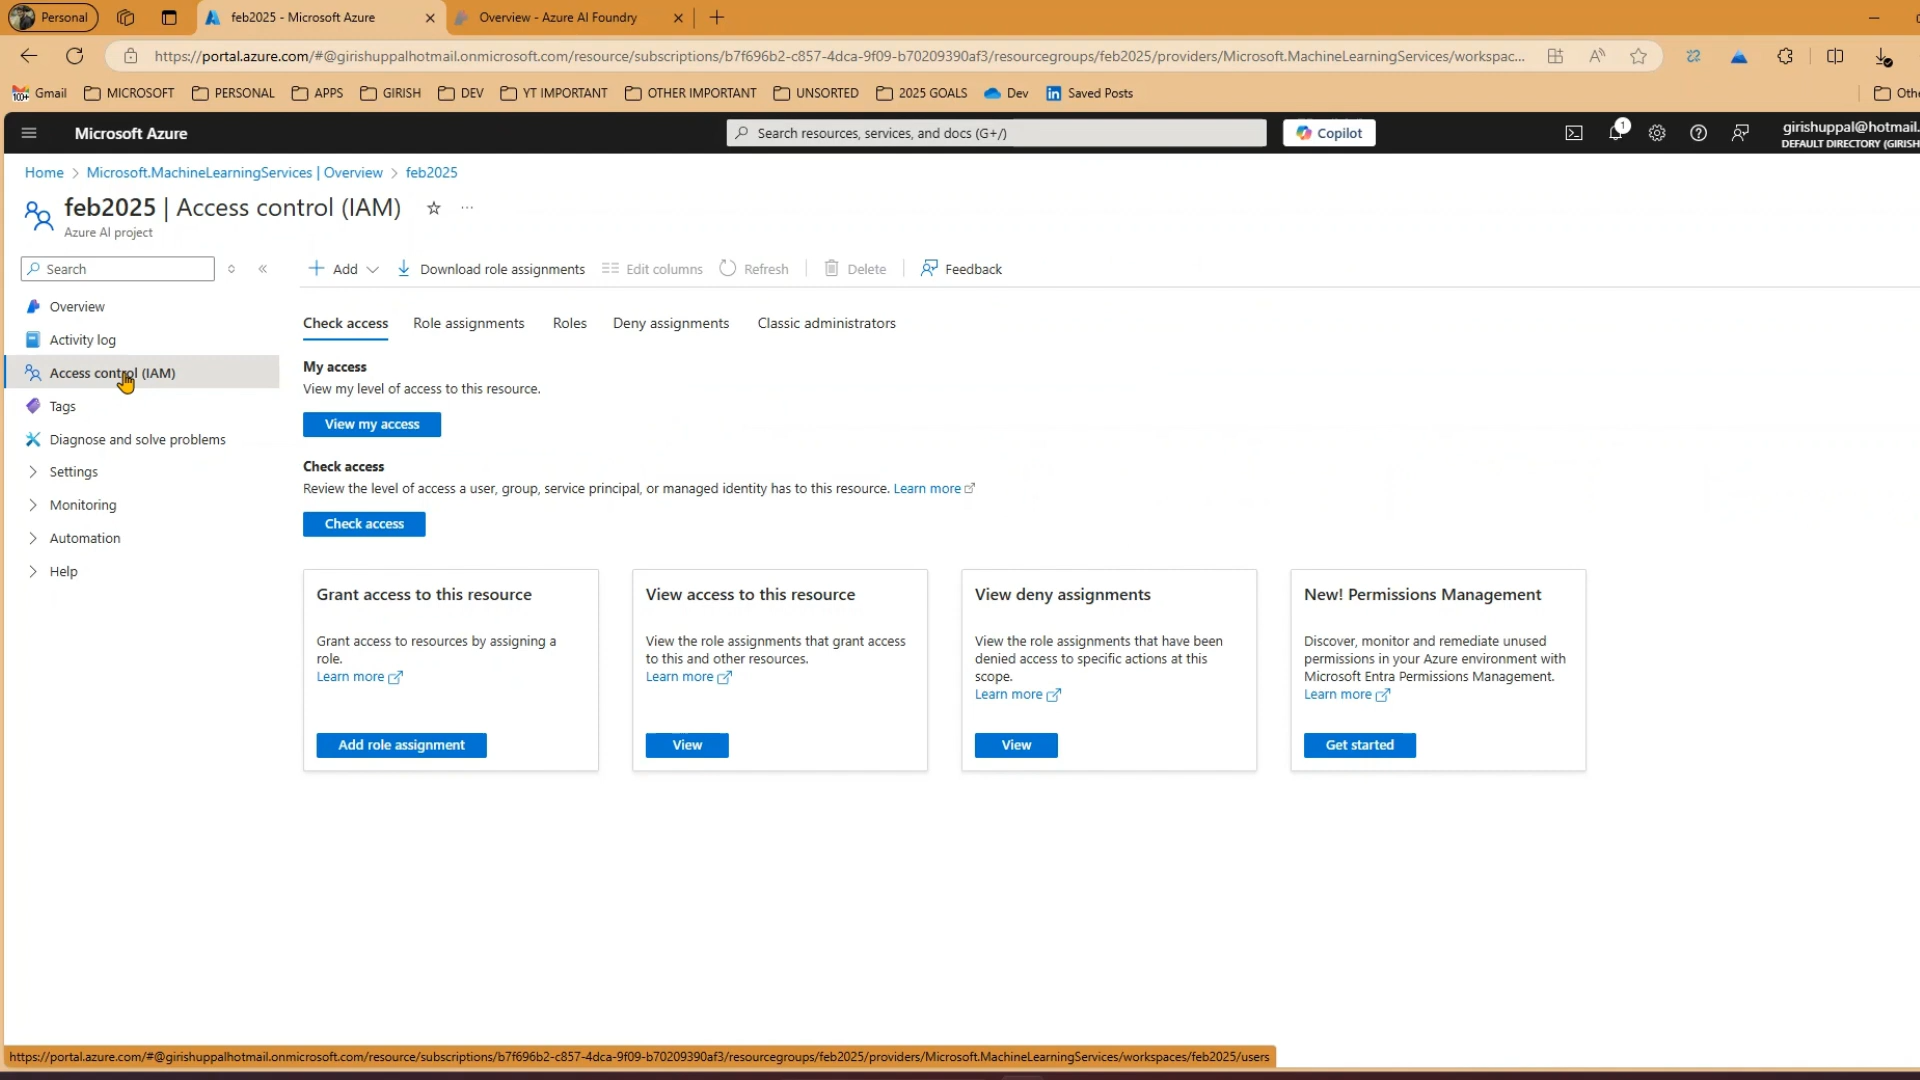 Personal
feb2025 - Microsoft Azure
Overview - Azure AI Foundry
https://portal.azure.com/#@girishuppalhotmail.onmicrosoft.com/resource/subscriptions/b7f696b2-c857-4dca-9f09-b70209390af3/resourcegroups/feb2025/providers/Microsoft.MachineLearningServices/workspac...
Gmail
MICROSOFT
PERSONAL
APPS
GIRISH
DEV
YT IMPORTANT
OTHER IMPORTANT
UNSORTED
2025 GOALS
Dev
Saved Posts
Othe
Microsoft Azure
Search resources, services, and docs (G+/)
Copilot
1
girishuppal@hotmail.
DEFAULT DIRECTORY (GIRISH
Home > Microsoft.MachineLearningServices | Overview > feb2025
feb2025 | Access control (IAM)
Azure AI project
Search
Add
Download role assignments
Edit columns
Refresh
Delete
Feedback
Overview
Activity log
Access control (IAM)
Tags
Diagnose and solve problems
Settings
Monitoring
Automation
Help
Check access
Role assignments
Roles
Deny assignments
Classic administrators
My access
View my level of access to this resource.
View my access
Check access
Review the level of access a user, group, service principal, or managed identity has to this resource. Learn more
Check access
Grant access to this resource
Grant access to resources by assigning a
role.
Learn more
Add role assignment
View access to this resource
View the role assignments that grant access
to this and other resources.
Learn more
View
View deny assignments
View the role assignments that have been
denied access to specific actions at this
scope.
Learn more
View
New! Permissions Management
Discover, monitor and remediate unused
permissions in your Azure environment with
Microsoft Entra Permissions Management.
Learn more
Get started
https://portal.azure.com/#@girishuppalhotmail.onmicrosoft.com/resource/subscriptions/b7f696b2-c857-4dca-9f09-b70209390af3/resourcegroups/feb2025/providers/Microsoft.MachineLearningServices/workspaces/feb2025/users